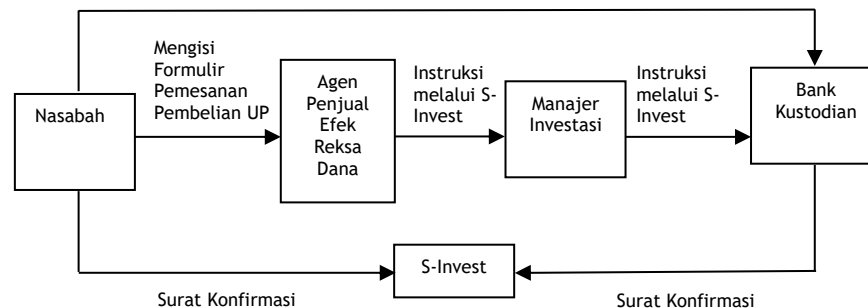 Nasabah
Mengisi
Formulir
Pemesanan
Pembelian UP
Agen
Penjual
Efek
Reksa
Dana
Instruksi
melalui S-
Invest
Manajer
Investasi
Instruksi
melalui S-
Invest
Bank
Kustodian
S-Invest
Surat Konfirmasi
Surat Konfirmasi